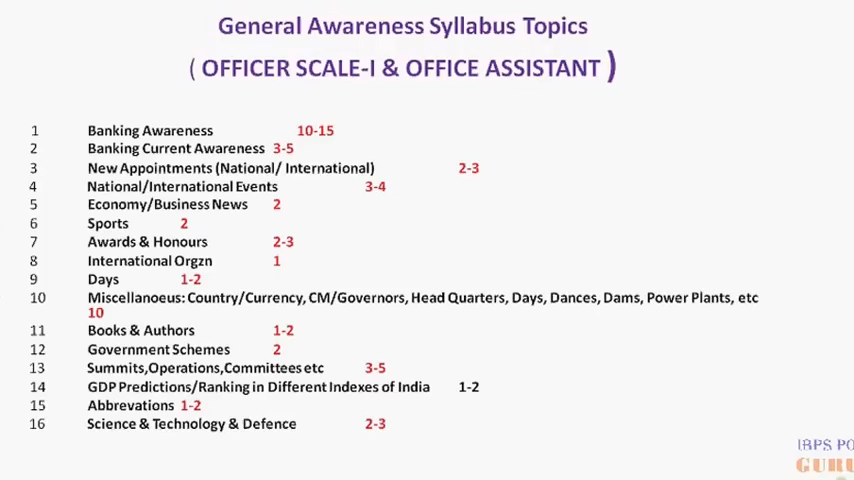 General Awareness Syllabus Topics
( OFFICER SCALE-I & OFFICE ASSISTANT )
1 Banking Awareness 10-15
2 Banking Current Awareness 3-5
3 New Appointments (National/ International) 2-3
4 National/International Events 3-4
5 Economy/Business News 2
6 Sports 2
7 Awards & Honours 2-3
8 International Orgzn 1
9 Days 1-2
10 Miscellanoeus: Country/Currency, CM/Governors, Head Quarters, Days, Dances, Dams, Power Plants, etc
10
11 Books & Authors 1-2
12 Government Schemes 2
13 Summits,Operations,Committees etc 3-5
14 GDP Predictions/Ranking in Different Indexes of India 1-2
15 Abbrevations 1-2
16 Science & Technology & Defence 2-3
IBPS PO
GURU